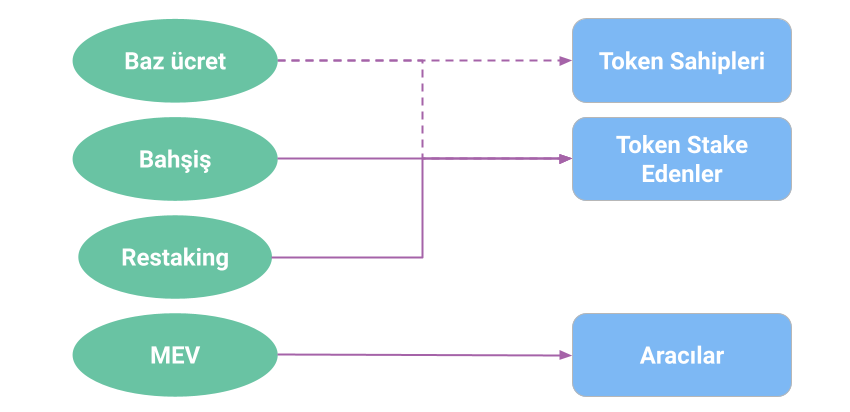 Baz ücret
Token Sahipleri
Bahşiş
Token Stake
Edenler
Restaking
MEV
Aracılar